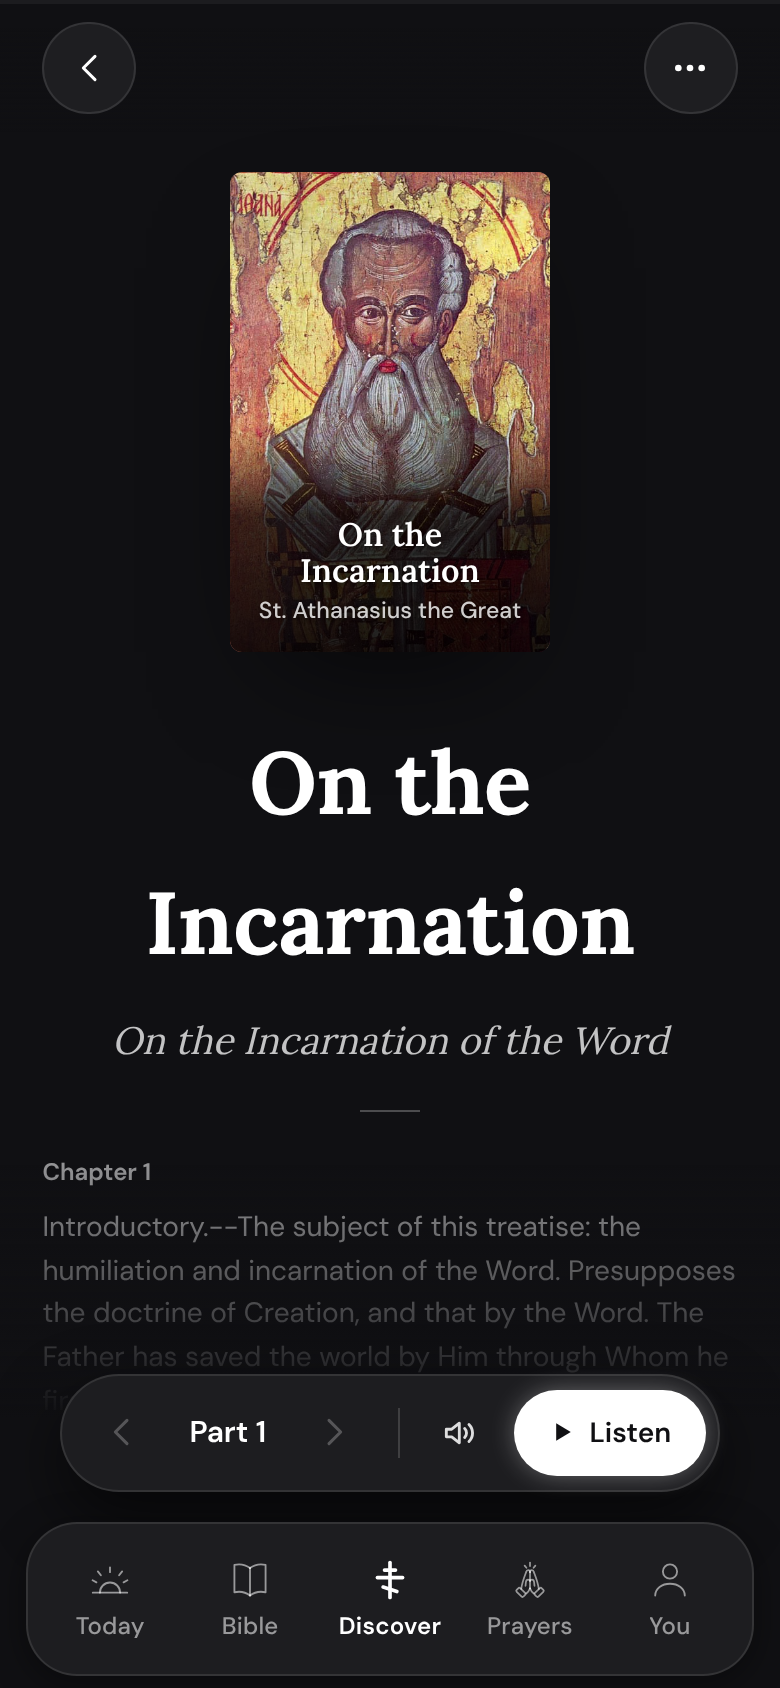 ΑΘΑΝΆ
On the
Incarnation
St. Athanasius the Great
On the
Incarnation
On the Incarnation of the Word
Chapter 1
Introductory.--The subject of this treatise: the
humiliation and incarnation of the Word. Presupposes
the doctrine of Creation, and that by the Word. The
Father has saved the world by Him through Whom he
Part 1
Listen
Today
Bible
Discover
Prayers
You